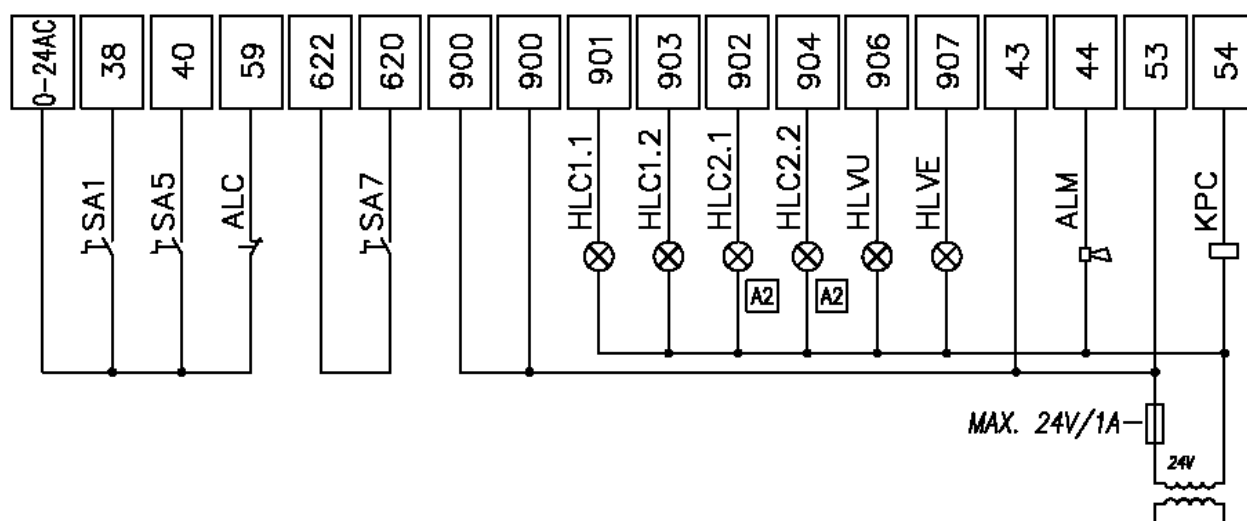 0-24AC
38
40
59
622
620
900
900
901
903
902
904
906
907
43
44
53
54
SA1
SA5
ALC
SA7
HLC1.1
HLC1.2
HLC2.1
HLC2.2
HLVU
HLVE
ALM
KPC
A2
A2
MAX. 24V/1A
24V